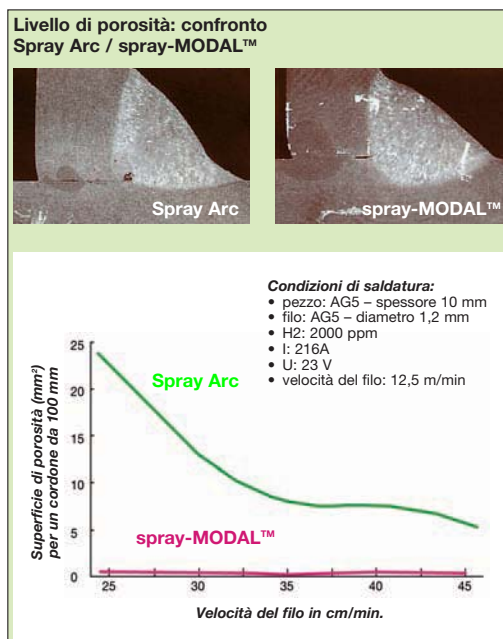 Livello di porosità: confronto
Spray Arc / spray-MODAL™
Spray Arc
spray-MODAL™
Condizioni di saldatura:
• pezzo: AG5 – spessore 10 mm
• filo: AG5 – diametro 1,2 mm
• H2: 2000 ppm
• I: 216A
• U: 23 V
• velocità del filo: 12,5 m/min
Superficie di porosità (mm²)
per un cordone da 100 mm
25
20
15
10
5
0
Spray Arc
spray-MODAL™
25 30 35 40 45
Velocità del filo in cm/min.